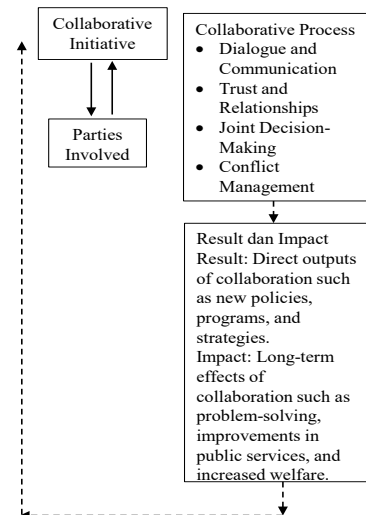 Collaborative
Initiative
Parties
Involved
Collaborative Process
• Dialogue and
Communication
• Trust and
Relationships
• Joint Decision-
Making
• Conflict
Management
Result dan Impact
Result: Direct outputs
of collaboration such
as new policies,
programs, and
strategies.
Impact: Long-term
effects of
collaboration such as
problem-solving,
improvements in
public services, and
increased welfare.